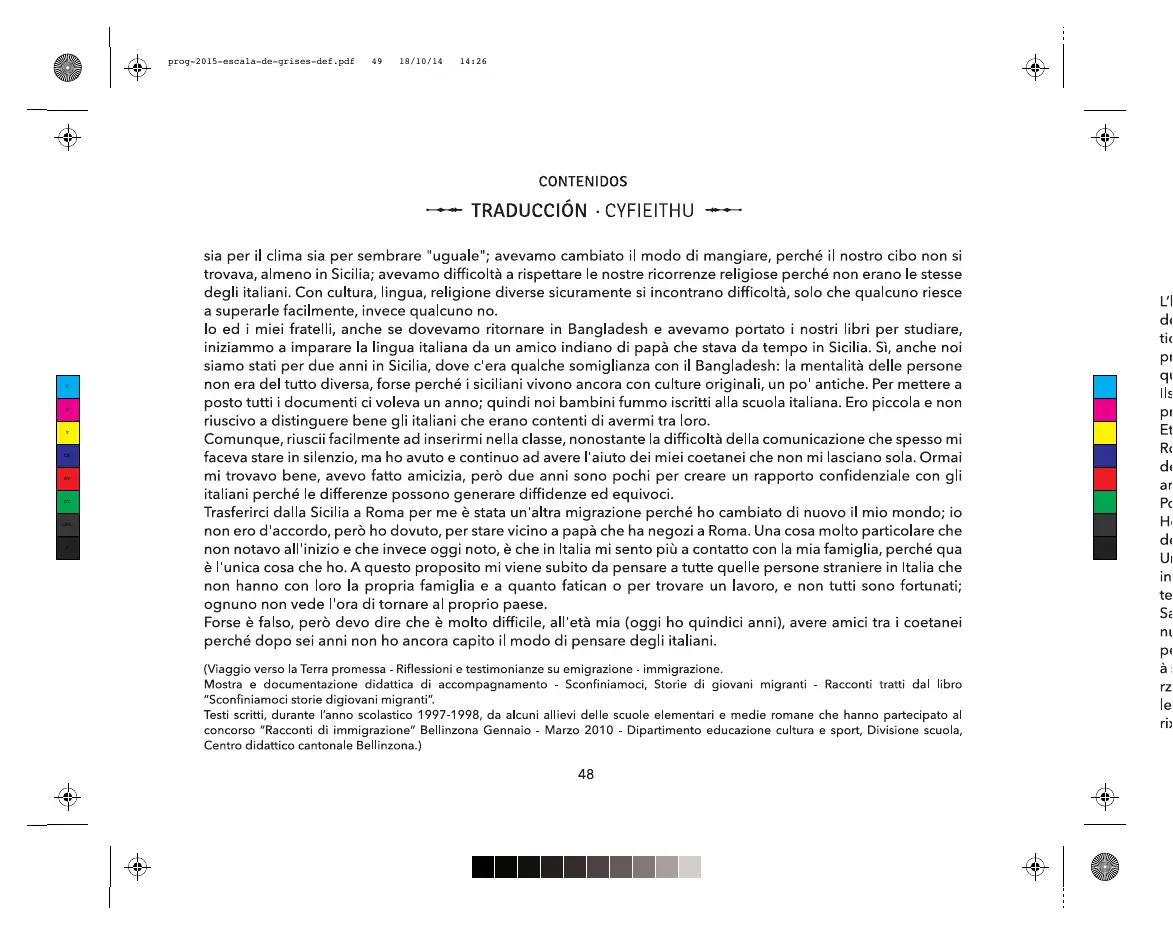 prog-2015-escala-de-grises-def.pdf 49 18/10/14 14:26
CONTENIDOS
TRADUCCIÓN · CYFIEITHU
sia per il clima sia per sembrare "uguale"; avevamo cambiato il modo di mangiare, perché il nostro cibo non si
trovava, almeno in Sicilia; avevamo difficoltà a rispettare le nostre ricorrenze religiose perché non erano le stesse
degli italiani. Con cultura, lingua, religione diverse sicuramente si incontrano difficoltà, solo che qualcuno riesce
a superarle facilmente, invece qualcuno no.
Io ed i miei fratelli, anche se dovevamo ritornare in Bangladesh e avevamo portato i nostri libri per studiare,
iniziammo a imparare la lingua italiana da un amico indiano di papà che stava da tempo in Sicilia. Sì, anche noi
siamo stati per due anni in Sicilia, dove c'era qualche somiglianza con il Bangladesh: la mentalità delle persone
non era del tutto diversa, forse perché i siciliani vivono ancora con culture originali, un po' antiche. Per mettere a
posto tutti i documenti ci voleva un anno; quindi noi bambini fummo iscritti alla scuola italiana. Ero piccola e non
riuscivo a distinguere bene gli italiani che erano contenti di avermi tra loro.
Comunque, riuscii facilmente ad inserirmi nella classe, nonostante la difficoltà della comunicazione che spesso mi
faceva stare in silenzio, ma ho avuto e continuo ad avere l'aiuto dei miei coetanei che non mi lasciano sola. Ormai
mi trovavo bene, avevo fatto amicizia, però due anni sono pochi per creare un rapporto confidenziale con gli
italiani perché le differenze possono generare diffidenze ed equivoci.
Trasferirci dalla Sicilia a Roma per me è stata un'altra migrazione perché ho cambiato di nuovo il mio mondo; io
non ero d'accordo, però ho dovuto, per stare vicino a papà che ha negozi a Roma. Una cosa molto particolare che
non notavo all'inizio e che invece oggi noto, è che in Italia mi sento più a contatto con la mia famiglia, perché qua
è l'unica cosa che ho. A questo proposito mi viene subito da pensare a tutte quelle persone straniere in Italia che
non hanno con loro la propria famiglia e a quanto fatican o per trovare un lavoro, e non tutti sono fortunati;
ognuno non vede l'ora di tornare al proprio paese.
Forse è falso, però devo dire che è molto difficile, all'età mia (oggi ho quindici anni), avere amici tra i coetanei
perché dopo sei anni non ho ancora capito il modo di pensare degli italiani.
(Viaggio verso la Terra promessa - Riflessioni e testimonianze su emigrazione - immigrazione.
Mostra e documentazione didattica di accompagnamento - Sconfiniamoci, Storie di giovani migranti - Racconti tratti dal libro
“Sconfiniamoci storie digiovani migranti”.
Testi scritti, durante l’anno scolastico 1997-1998, da alcuni allievi delle scuole elementari e medie romane che hanno partecipato al
concorso “Racconti di immigrazione” Bellinzona Gennaio - Marzo 2010 - Dipartimento educazione cultura e sport, Divisione scuola,
Centro didattico cantonale Bellinzona.)
48